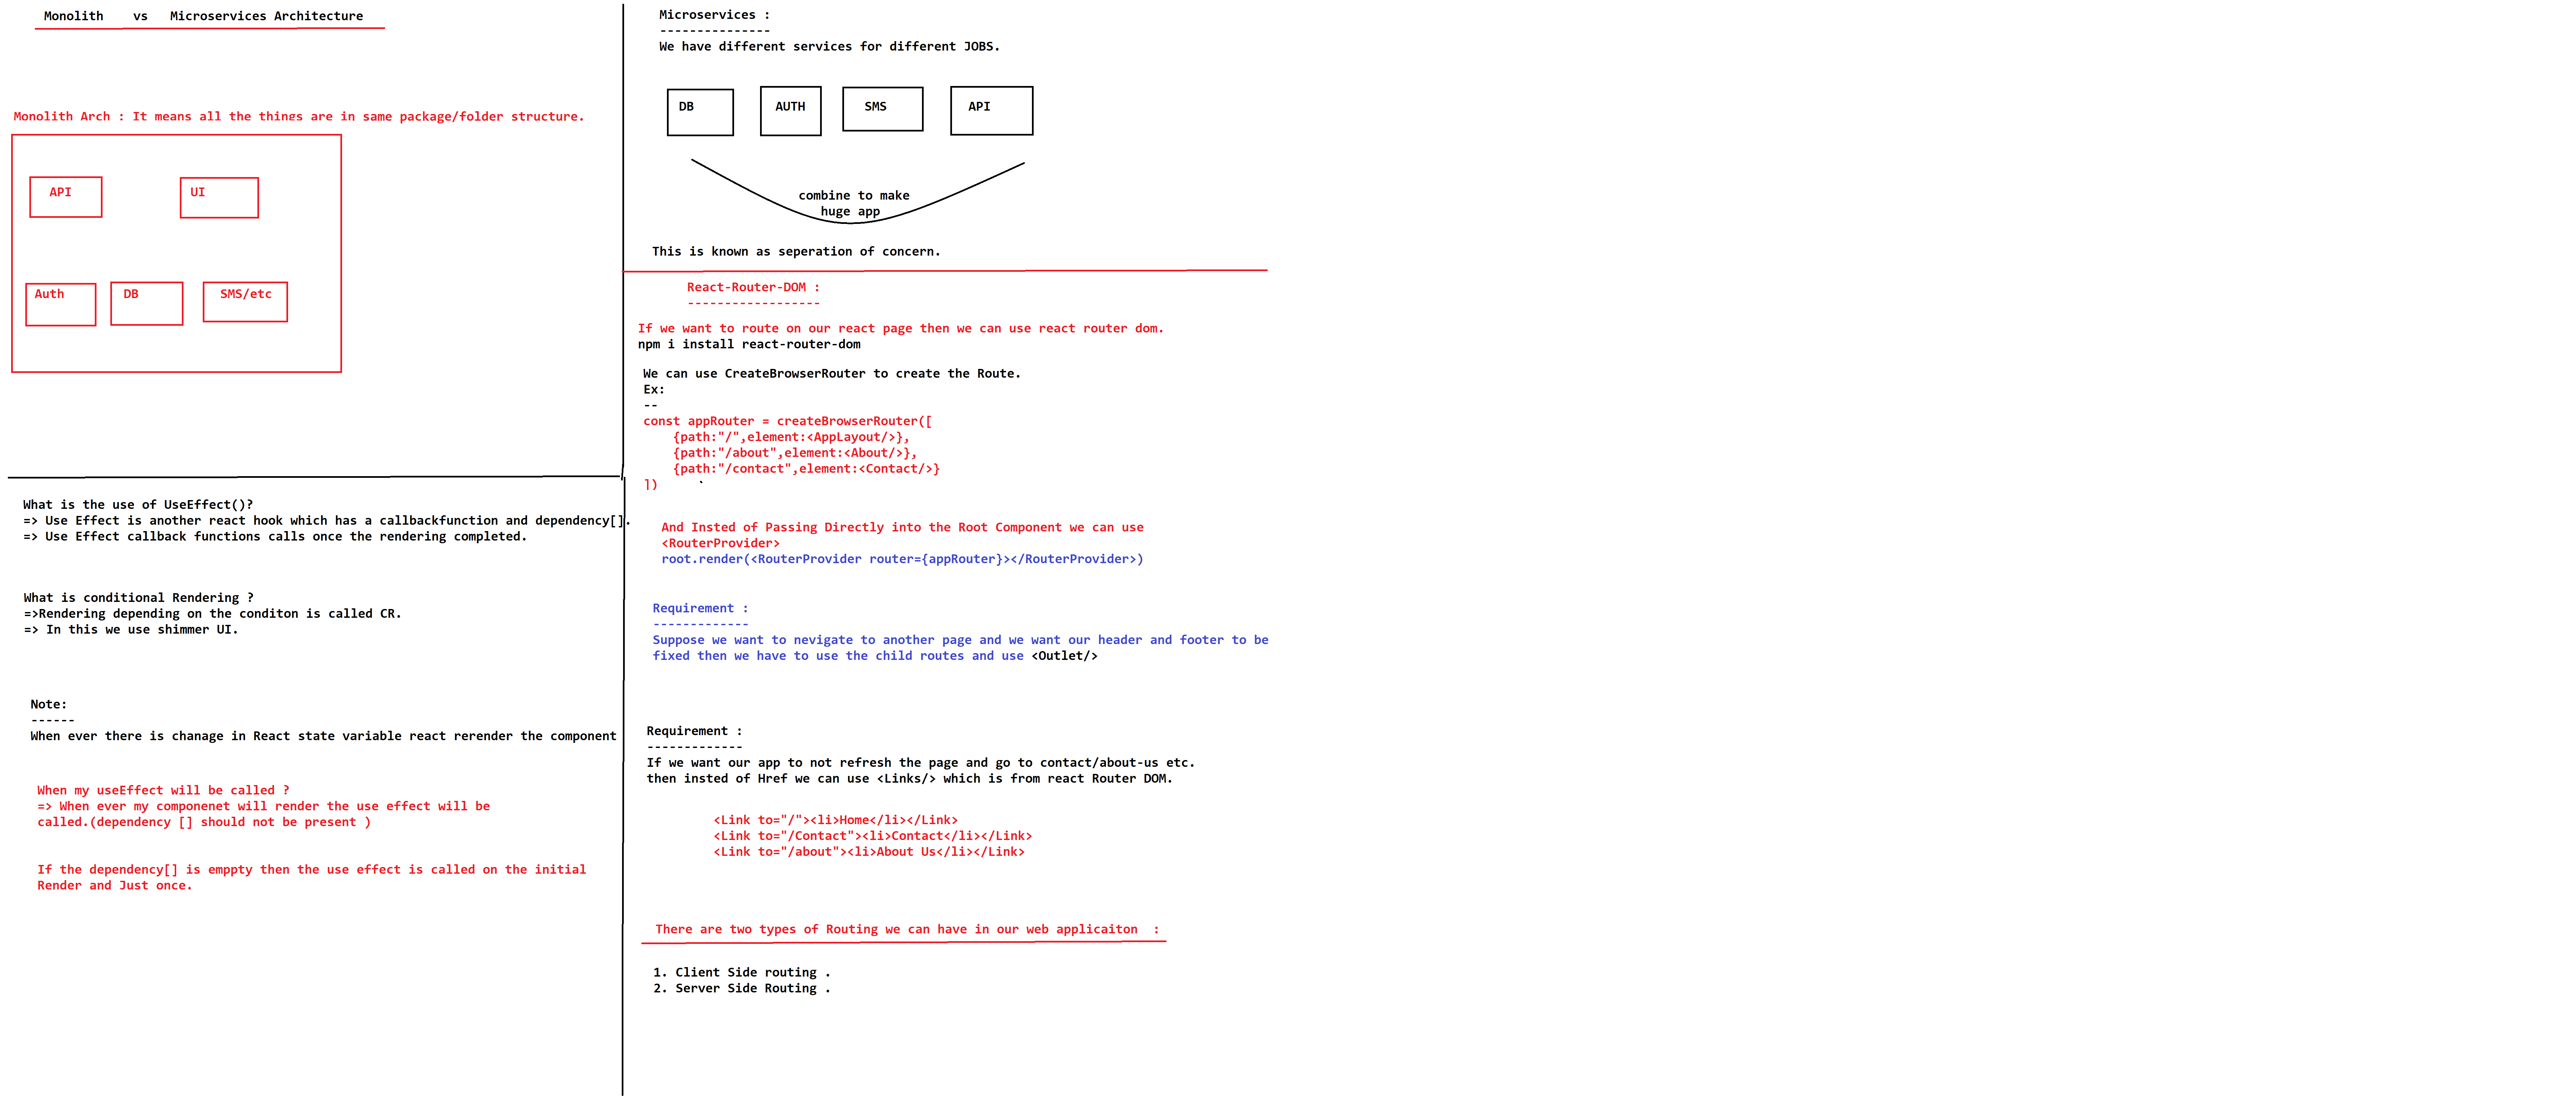 Monolith    vs   Microservices Architecture
Monolith Arch : It means all the things are in same package/folder structure.
API
UI
Auth
DB
SMS/etc
What is the use of UseEffect()?
=> Use Effect is another react hook which has a callbackfunction and dependency[].
=> Use Effect callback functions calls once the rendering completed.
What is conditional Rendering ?
=>Rendering depending on the conditon is called CR.
=> In this we use shimmer UI.
Note:
------
When ever there is chanage in React state variable react rerender the component
When my useEffect will be called ?
=> When ever my componenet will render the use effect will be
called.(dependency [] should not be present )
If the dependency[] is emppty then the use effect is called on the initial
Render and Just once.
Microservices :
---------------
We have different services for different JOBS.
DB
AUTH
SMS
API
combine to make
huge app
This is known as seperation of concern.
React-Router-DOM :
------------------
If we want to route on our react page then we can use react router dom.
npm i install react-router-dom
We can use CreateBrowserRouter to create the Route.
Ex:
--
const appRouter = createBrowserRouter([
    {path:"/",element:<AppLayout/>},
    {path:"/about",element:<About/>},
    {path:"/contact",element:<Contact/>}
])
And Insted of Passing Directly into the Root Component we can use
<RouterProvider>
root.render(<RouterProvider router={appRouter}></RouterProvider>)
Requirement :
-------------
Suppose we want to nevigate to another page and we want our header and footer to be
fixed then we have to use the child routes and use <Outlet/>
Requirement :
-------------
If we want our app to not refresh the page and go to contact/about-us etc.
then insted of Href we can use <Links/> which is from react Router DOM.
<Link to="/"><li>Home</li></Link>
<Link to="/Contact"><li>Contact</li></Link>
<Link to="/about"><li>About Us</li></Link>
There are two types of Routing we can have in our web applicaiton  :
1. Client Side routing .
2. Server Side Routing .